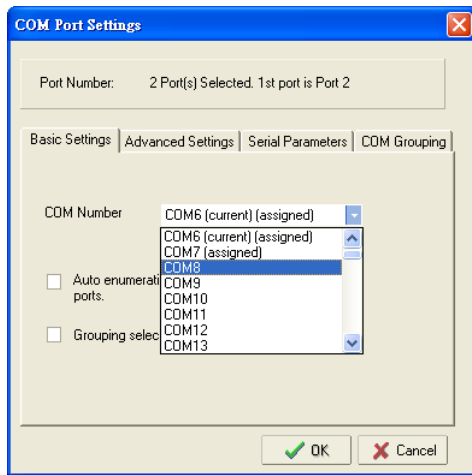 COM Port Settings
Port Number: 2 Port(s) Selected. 1st port is Port 2
Basic Settings Advanced Settings Serial Parameters COM Grouping
COM Number COM6 (current) (assigned)
COM6 (current) (assigned)
COM7 (assigned)
COM8
COM9
COM10
COM11
COM12
COM13
Auto enumerati
ports.
Grouping selec
OK Cancel